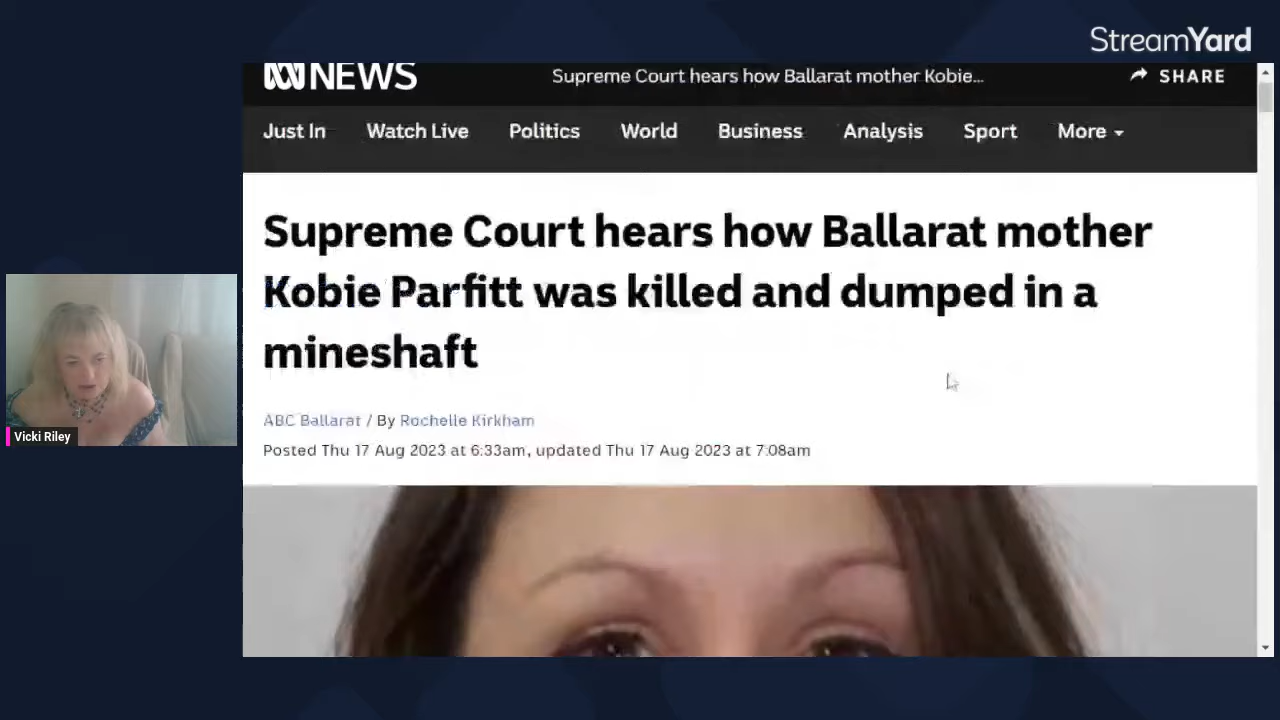 StreamYard
NEWS
Supreme Court hears how Ballarat mother Kobie...
SHARE
Just In
Watch Live
Politics
World
Business
Analysis
Sport
More
Supreme Court hears how Ballarat mother
Kobie Parfitt was killed and dumped in a
mineshaft
ABC Ballarat / By Rochelle Kirkham
Posted Thu 17 Aug 2023 at 6:33am, updated Thu 17 Aug 2023 at 7:08am
Vicki Riley